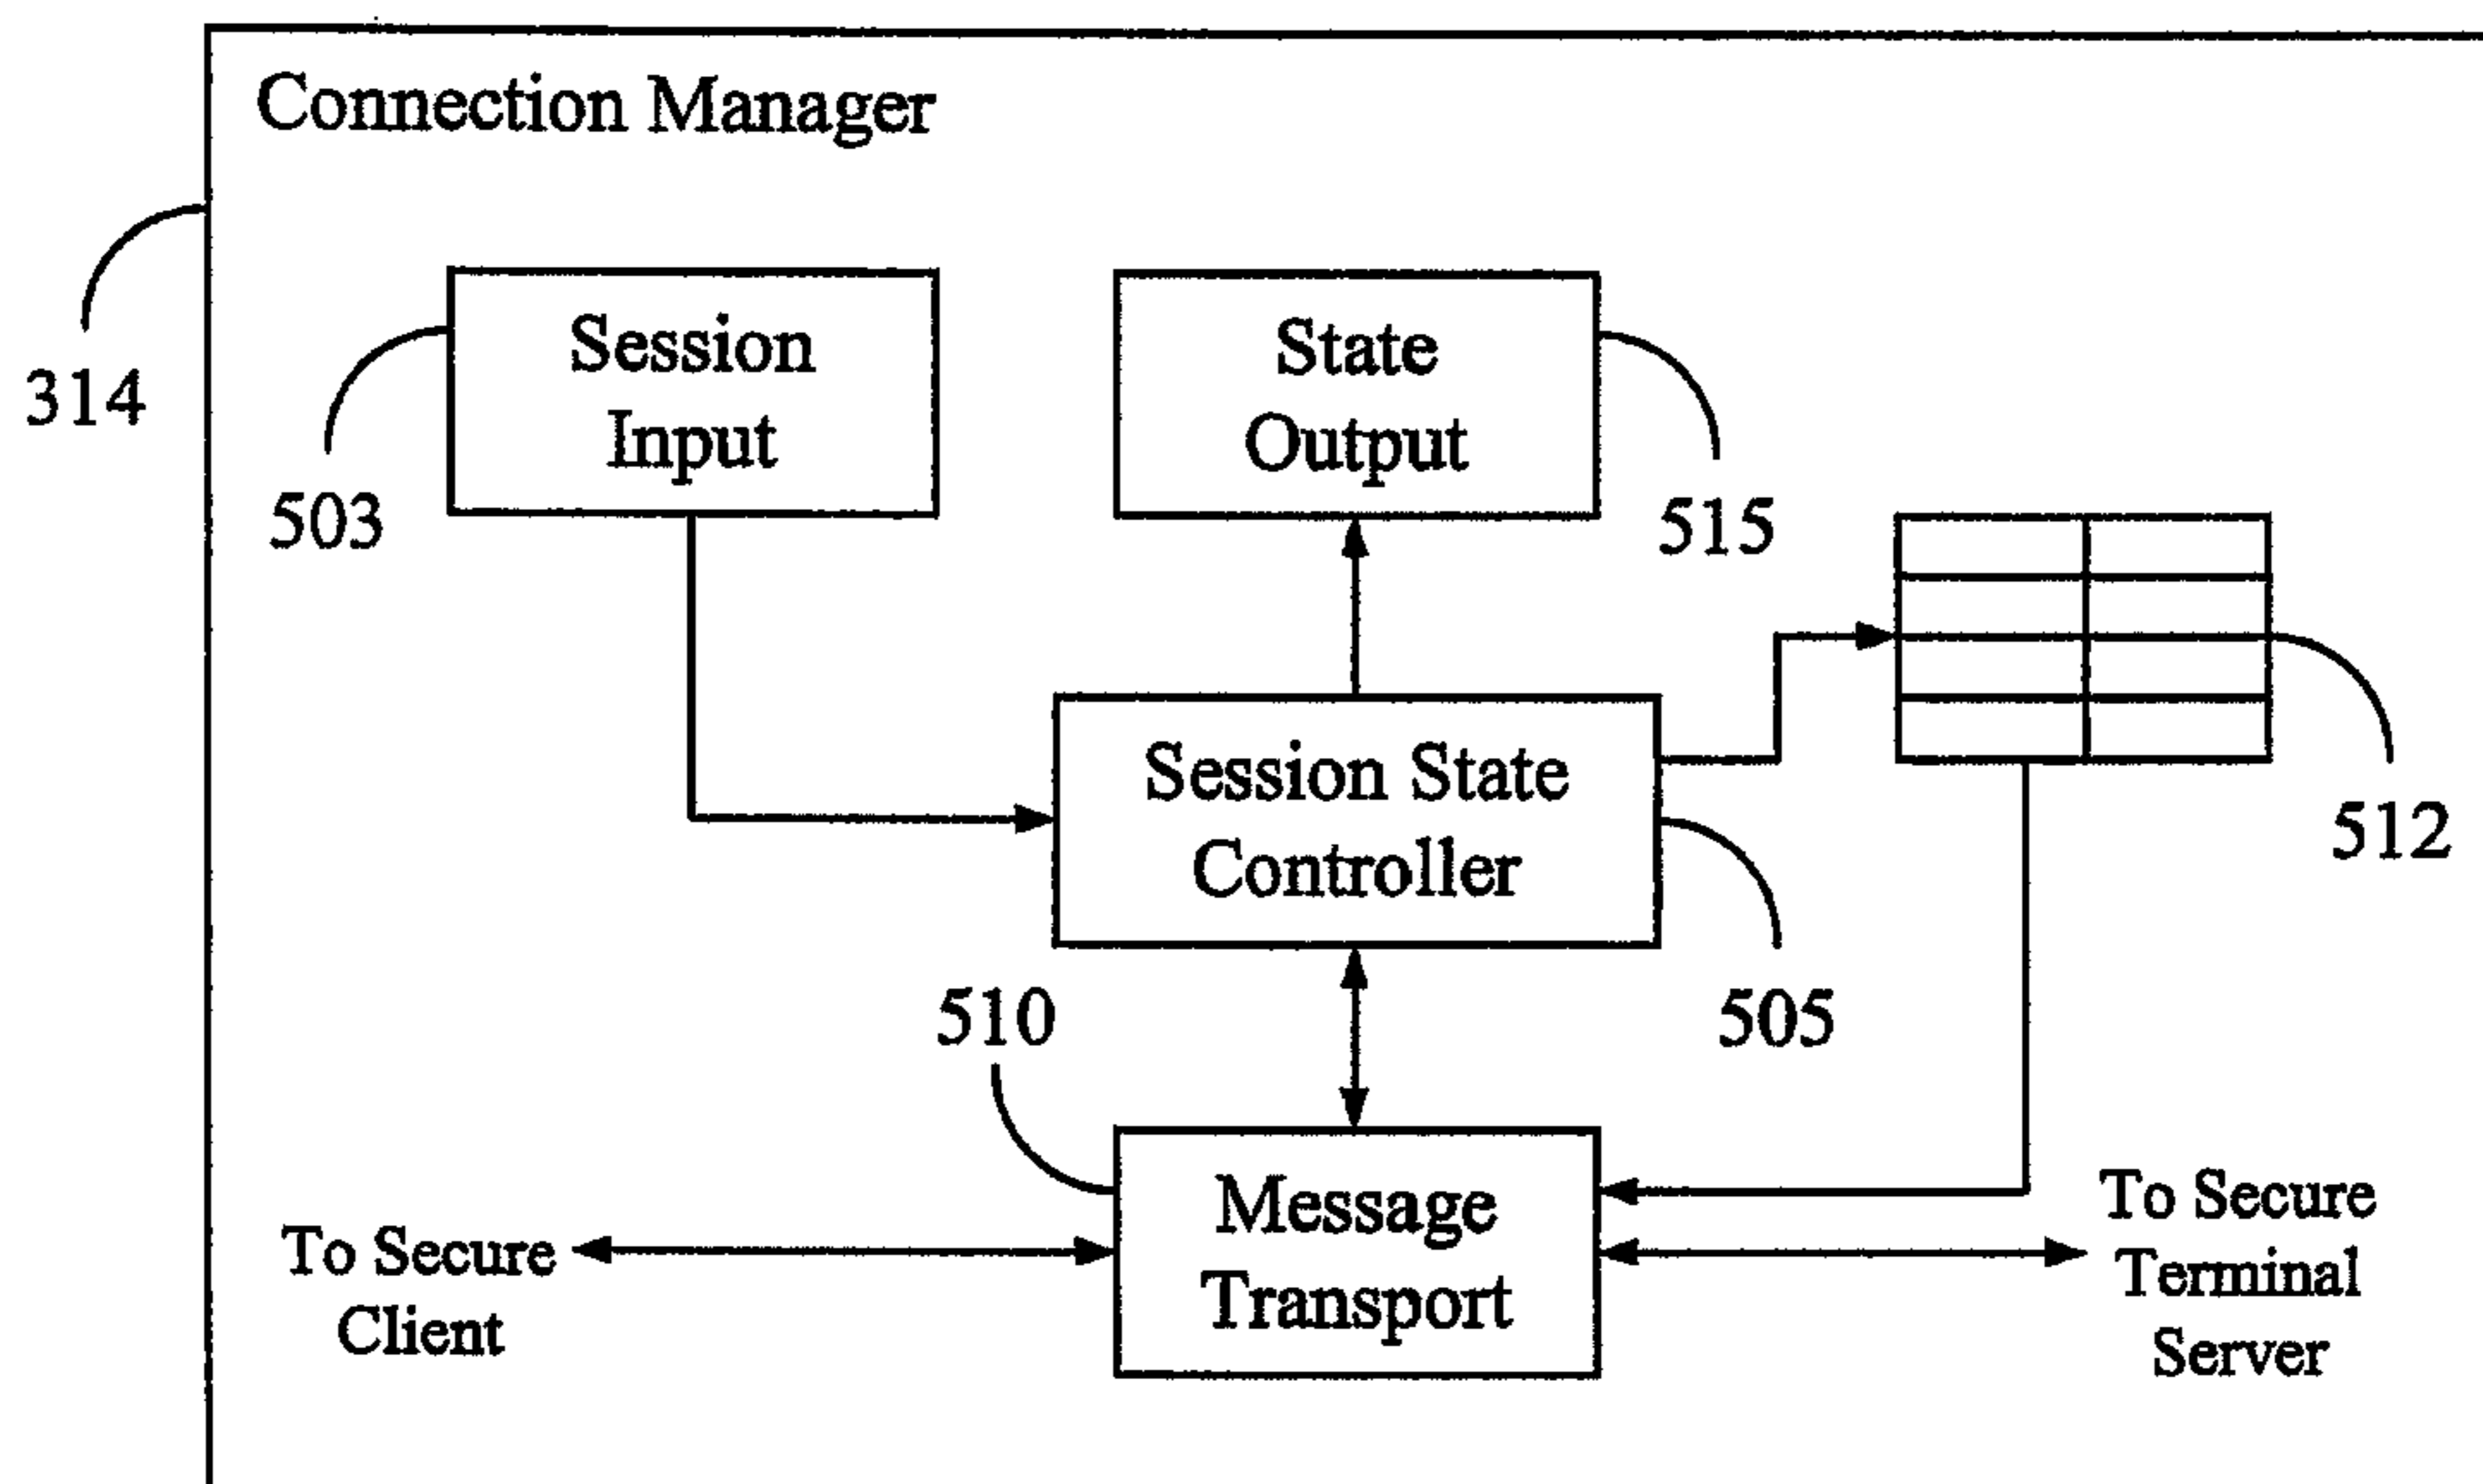 Connection Manager
314
Session
Input
503
State
Output
515
512
Session State
Controller
505
510
Message
Transport
To Secure
Client
To Secure
Terminal
Server